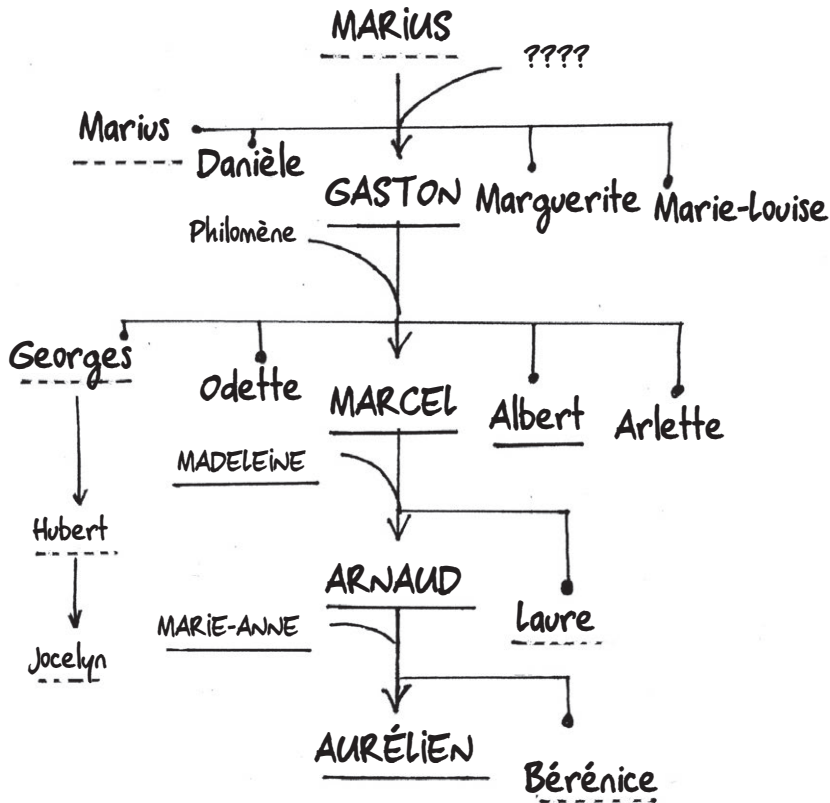 MARIUS
????
Marius
Danièle
GASTON
Marguerite
Marie-Louise
Philomène
Georges
Odette
MARCEL
Albert
Arlette
MADELEINE
Hubert
ARNAUD
Laure
MARIE-ANNE
Jocelyn
AURÉLIEN
Bérénice